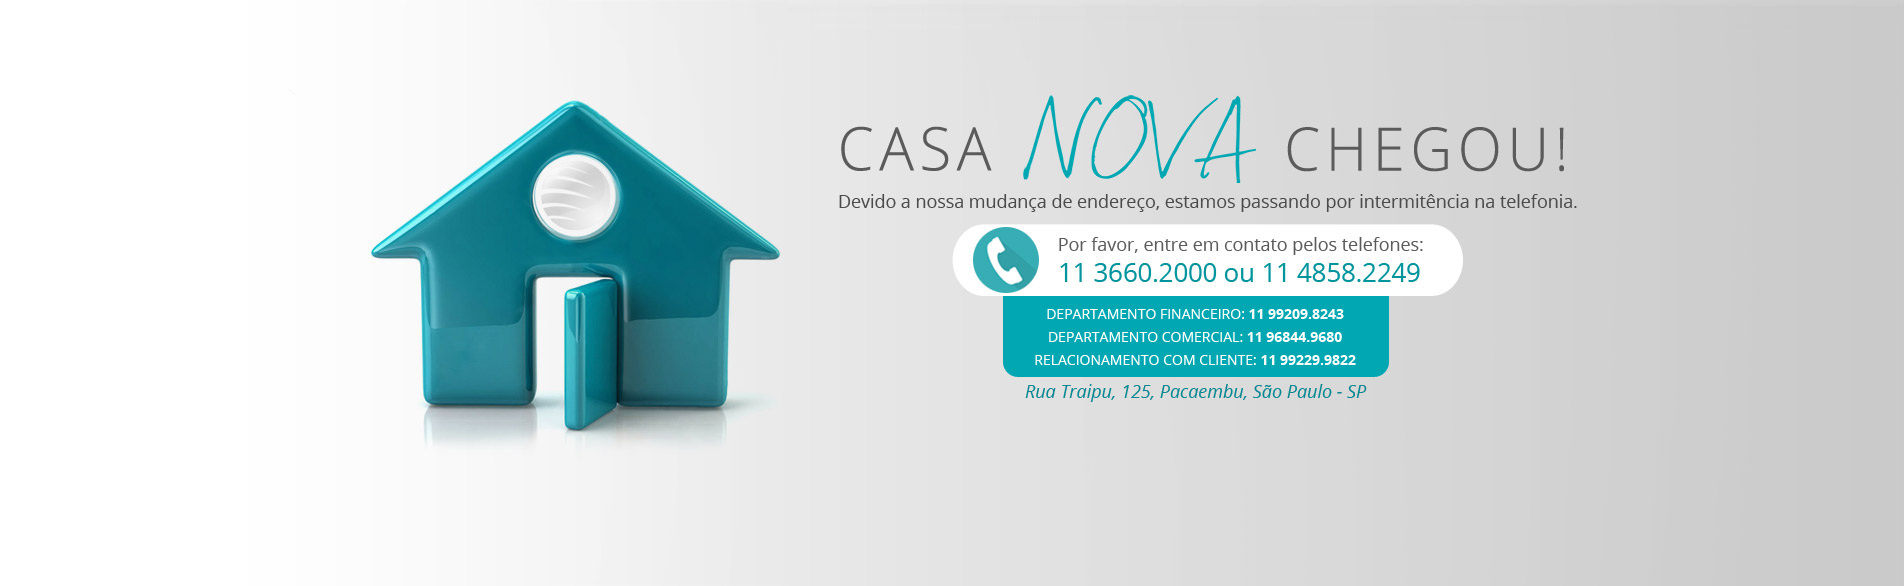 CASA NOVA CHEGOU!
Devido a nossa mudança de endereço, estamos passando por intermitência na telefonia.
Por favor, entre em contato pelos telefones:
11 3660.2000 ou 11 4858.2249
DEPARTAMENTO FINANCEIRO: 11 99209.8243
DEPARTAMENTO COMERCIAL: 11 96844.9680
RELACIONAMENTO COM CLIENTE: 11 99229.9822
Rua Traipu, 125, Pacaembu, São Paulo - SP